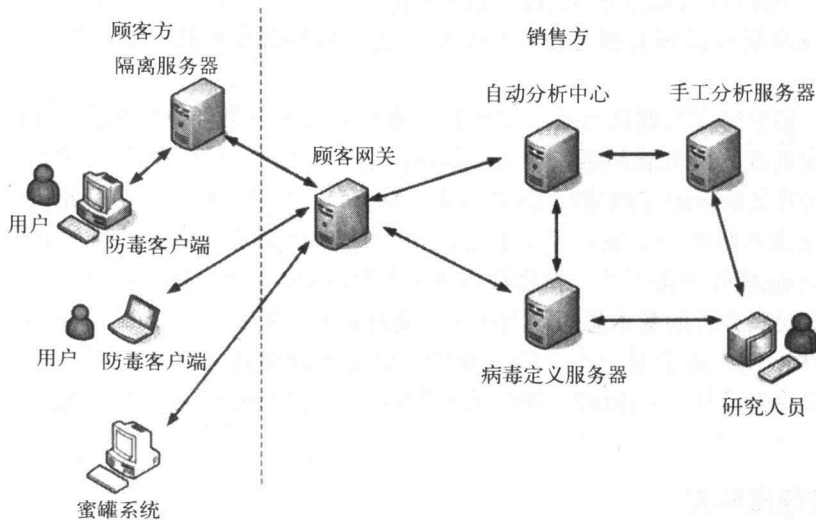 顾客方
销售方
隔离服务器
自动分析中心
手工分析服务器
顾客网关
用户
防毒客户端
用户
防毒客户端
病毒定义服务器
研究人员
蜜罐系统